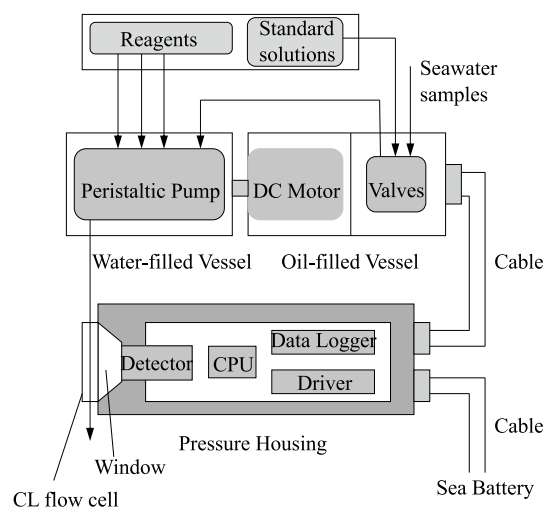 Reagents
Standard
solutions
Seawater
samples
Peristaltic Pump
DC Motor
Valves
Water-filled Vessel
Oil-filled Vessel
Cable
Detector
CPU
Data Logger
Driver
Pressure Housing
Cable
Window
CL flow cell
Sea Battery